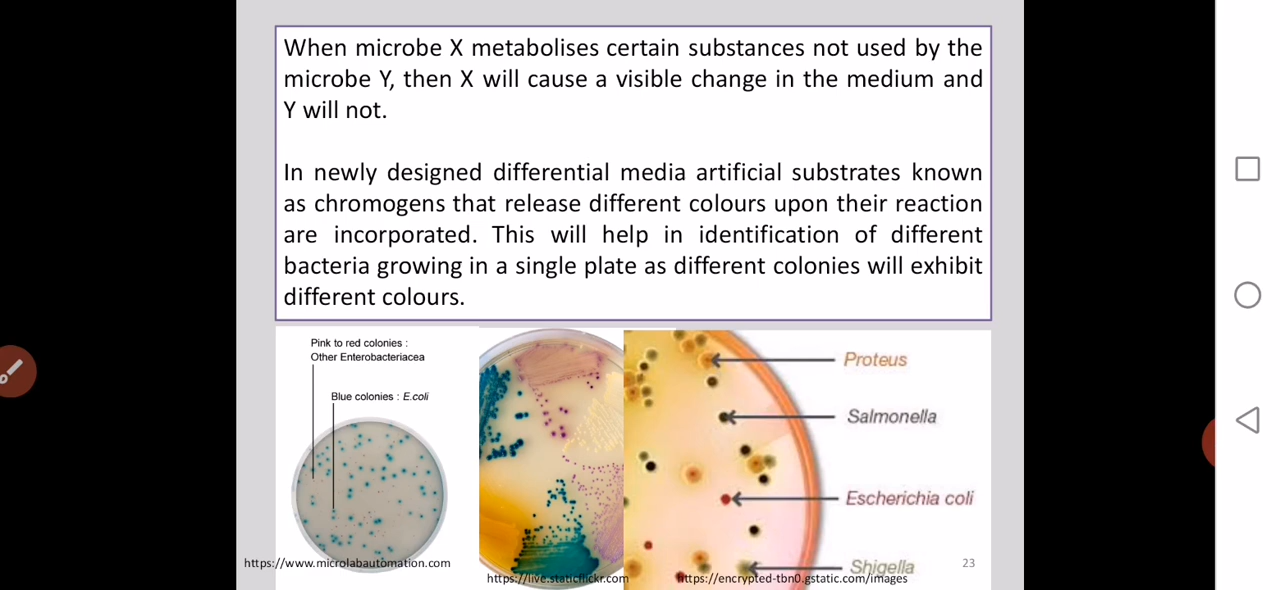 When microbe X metabolises certain substances not used by the
microbe Y, then X will cause a visible change in the medium and
Y will not.
In newly designed differential media artificial substrates known
as chromogens that release different colours upon their reaction
are incorporated. This will help in identification of different
bacteria growing in a single plate as different colonies will exhibit
different colours.
Pink to red colonies :
Other Enterobacteriacea
Blue colonies : E.coli
Proteus
Salmonella
Escherichia coli
Shigella
https://www.microlabautomation.com
https://live.staticflickr.com
https://encrypted-tbn0.gstatic.com/images
23